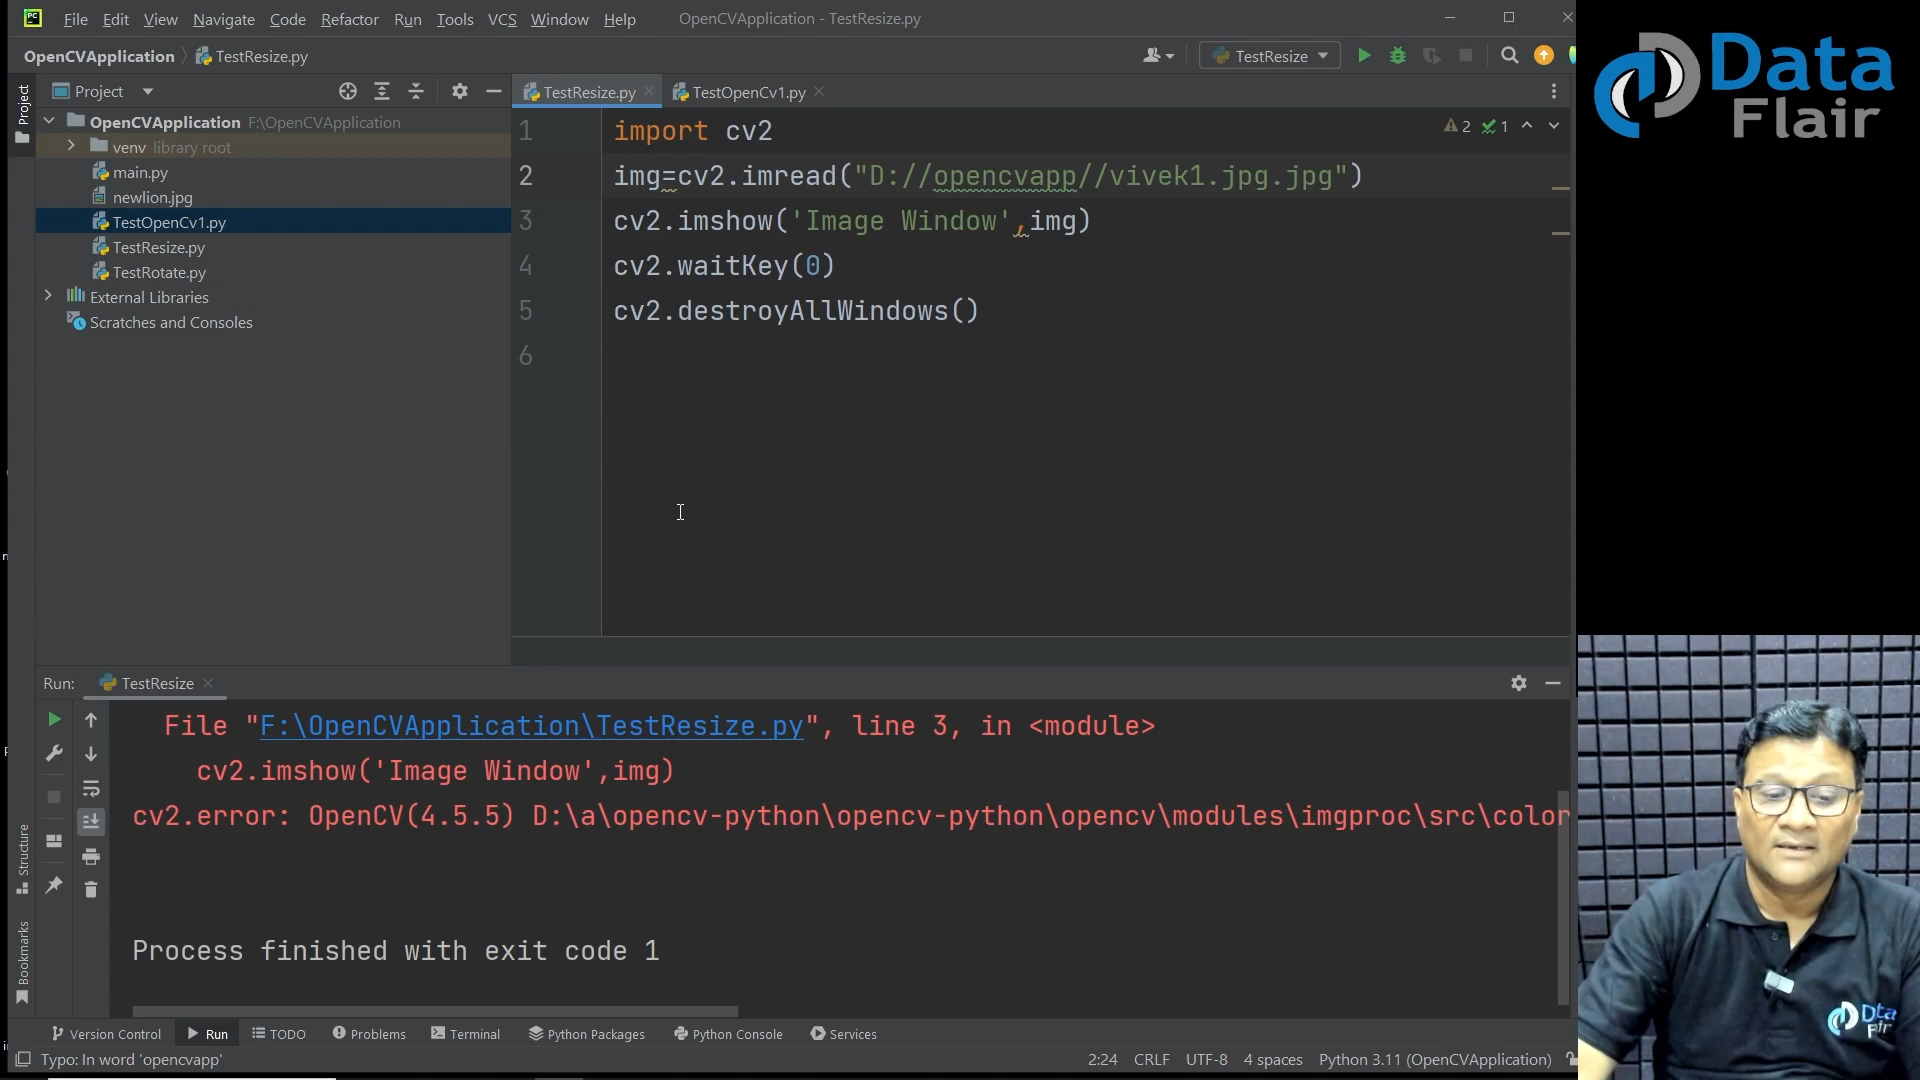 File Edit View Navigate Code Refactor Run Tools VCS Window Help OpenCVApplication - TestResize.py
OpenCVApplication TestResize.py TestResize
Project
OpenCVApplication F:\OpenCVApplication
venv library root
main.py
newlion.jpg
TestOpenCv1.py
TestResize.py
TestRotate.py
External Libraries
Scratches and Consoles
Project
Structure
Bookmarks
TestResize.py TestOpenCv1.py
2 1
1 import cv2
2 img=cv2.imread("D://opencvapp//vivek1.jpg.jpg")
3 cv2.imshow('Image Window',img)
4 cv2.waitKey(0)
5 cv2.destroyAllWindows()
6
Run: TestResize
File "F:\OpenCVApplication\TestResize.py", line 3, in <module>
cv2.imshow('Image Window',img)
cv2.error: OpenCV(4.5.5) D:\a\opencv-python\opencv-python\opencv\modules\imgproc\src\color
Process finished with exit code 1
Version Control Run TODO Problems Terminal Python Packages Python Console Services
Typo: In word 'opencvapp' 2:24 CRLF UTF-8 4 spaces Python 3.11 (OpenCVApplication)
Data
Flair